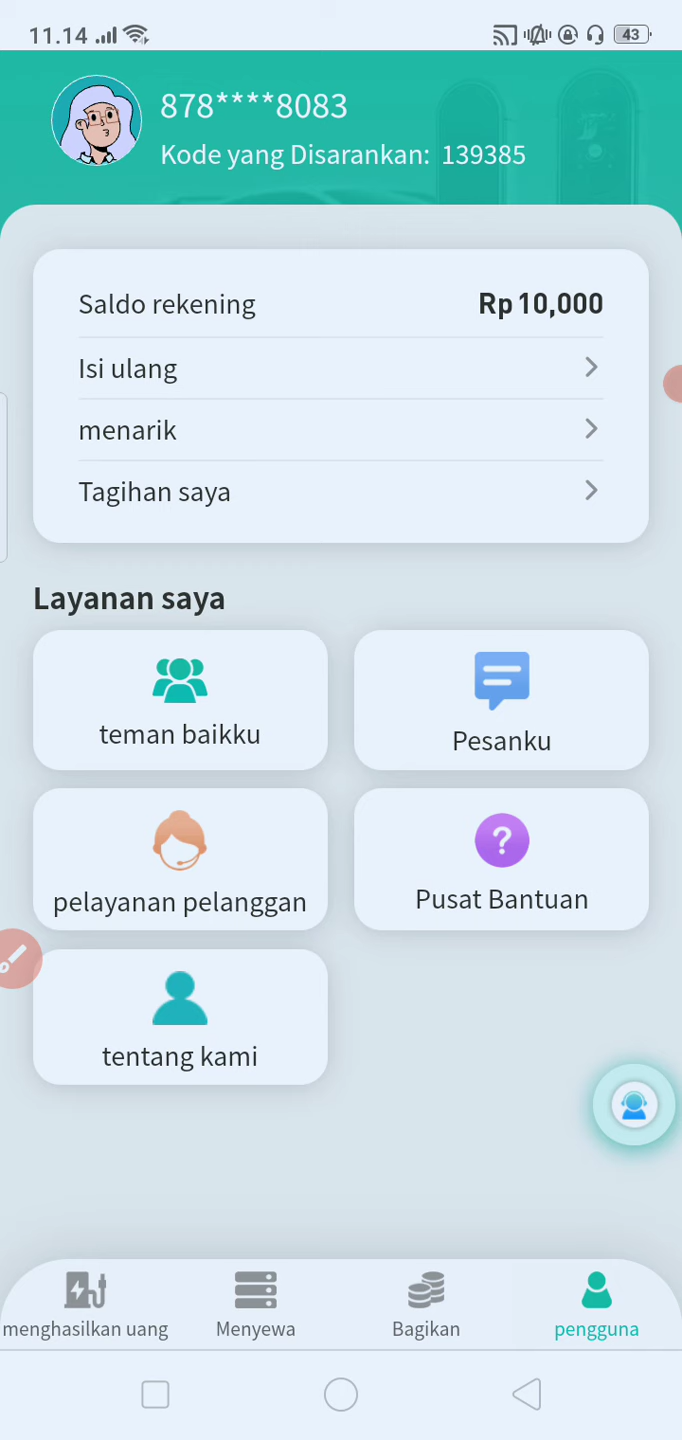 11.14
43
878****8083
Kode yang Disarankan: 139385
Saldo rekening Rp 10,000
Isi ulang
menarik
Tagihan saya
Layanan saya
teman baikku
Pesanku
pelayanan pelanggan
Pusat Bantuan
tentang kami
menghasilkan uang
Menyewa
Bagikan
pengguna